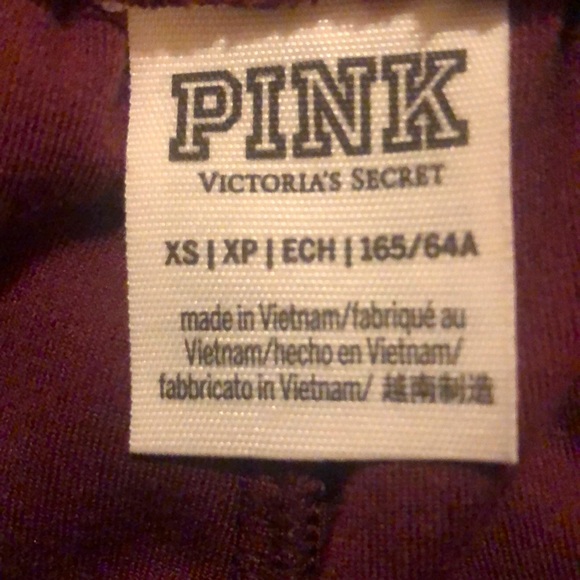 PINK
VICTORIA'S SECRET
XS | XP | ECH | 165/64A
made in Vietnam/fabriqué au
Vietnam/hecho en Vietnam/
fabbricato in Vietnam/ 越南制造